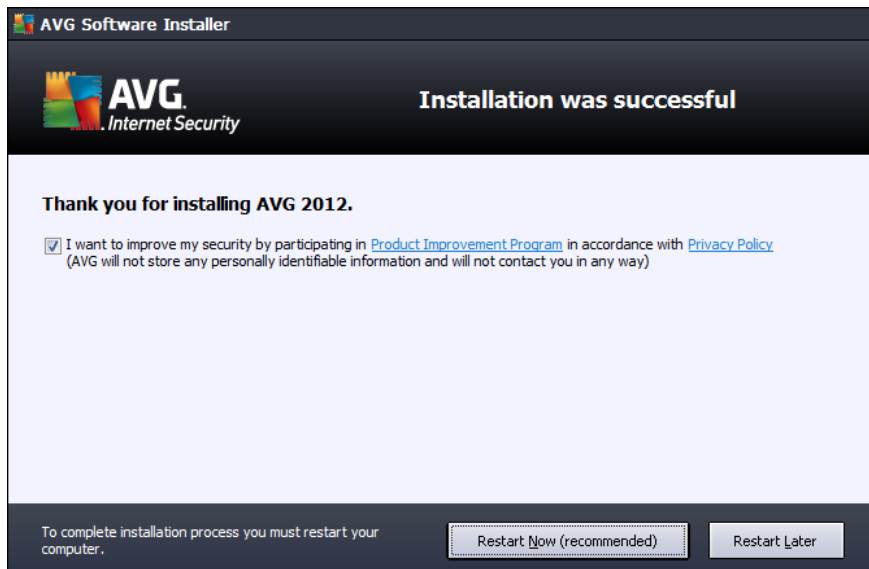 AVG Software Installer
AVG.
Internet Security
Installation was successful
Thank you for installing AVG 2012.
I want to improve my security by participating in Product Improvement Program in accordance with Privacy Policy
(AVG will not store any personally identifiable information and will not contact you in any way)
To complete installation process you must restart your
computer.
Restart Now (recommended)
Restart Later